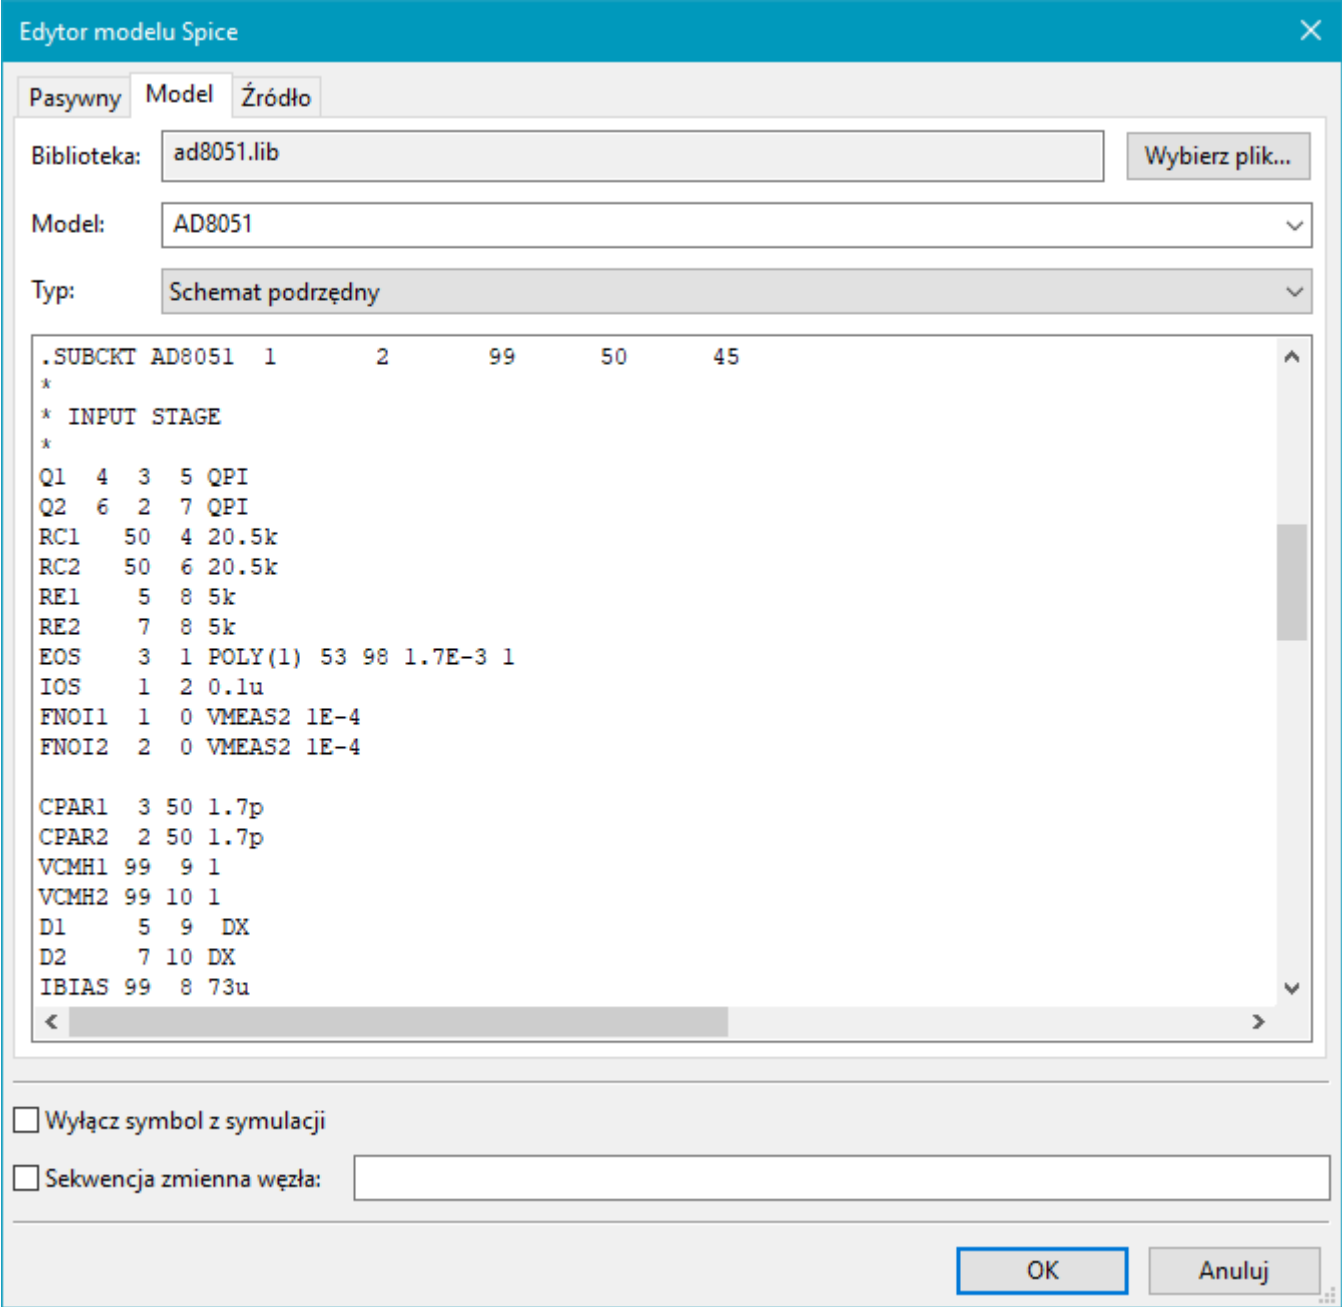 Edytor modelu Spice
Pasywny Model Źródło
Biblioteka: ad8051.lib Wybierz plik...
Model: AD8051
Typ: Schemat podrzędny
.SUBCKT AD8051 1 2 99 50 45
*
* INPUT STAGE
*
Q1 4 3 5 QPI
Q2 6 2 7 QPI
RC1 50 4 20.5k
RC2 50 6 20.5k
RE1 5 8 5k
RE2 7 8 5k
EOS 3 1 POLY(1) 53 98 1.7E-3 1
IOS 1 2 0.1u
FNOI1 1 0 VMEAS2 1E-4
FNOI2 2 0 VMEAS2 1E-4
CPAR1 3 50 1.7p
CPAR2 2 50 1.7p
VCMH1 99 9 1
VCMH2 99 10 1
D1 5 9 DX
D2 7 10 DX
IBIAS 99 8 73u
Wyłącz symbol z symulacji
Sekwencja zmienna węzła:
OK Anuluj